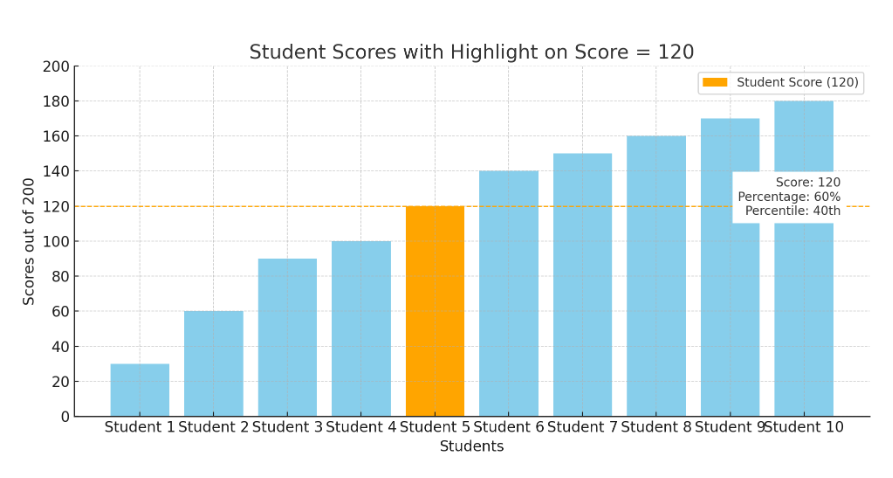 Student Scores with Highlight on Score = 120
Student Score (120)
200
180
160
140
120
100
80
60
40
20
0
Scores out of 200
Score: 120
Percentage: 60%
Percentile: 40th
Student 1 Student 2 Student 3 Student 4 Student 5 Student 6 Student 7 Student 8 Student 9 Student 10
Students